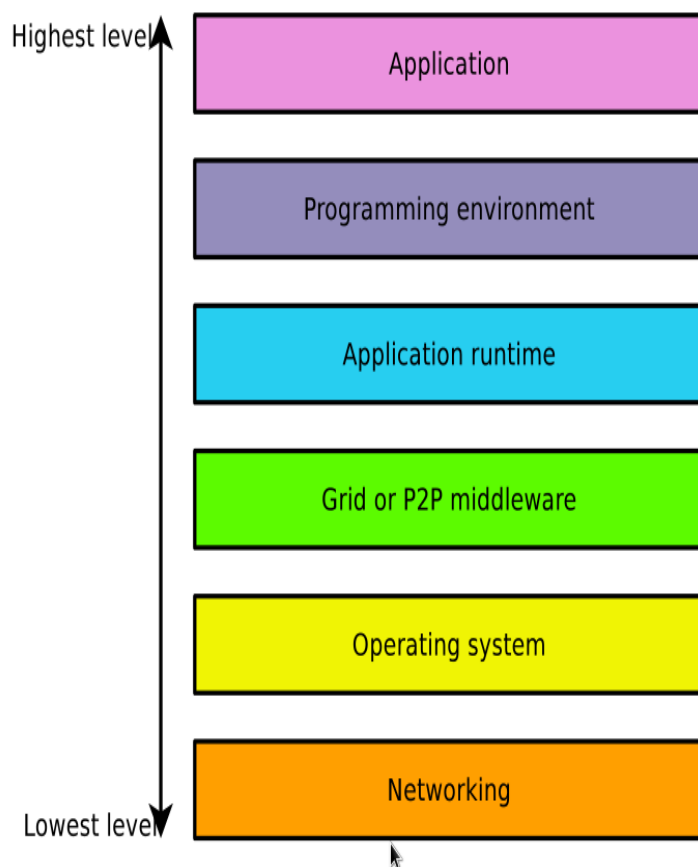 Highest level
Application
Programming environment
Application runtime
Grid or P2P middleware
Operating system
Networking
Lowest level